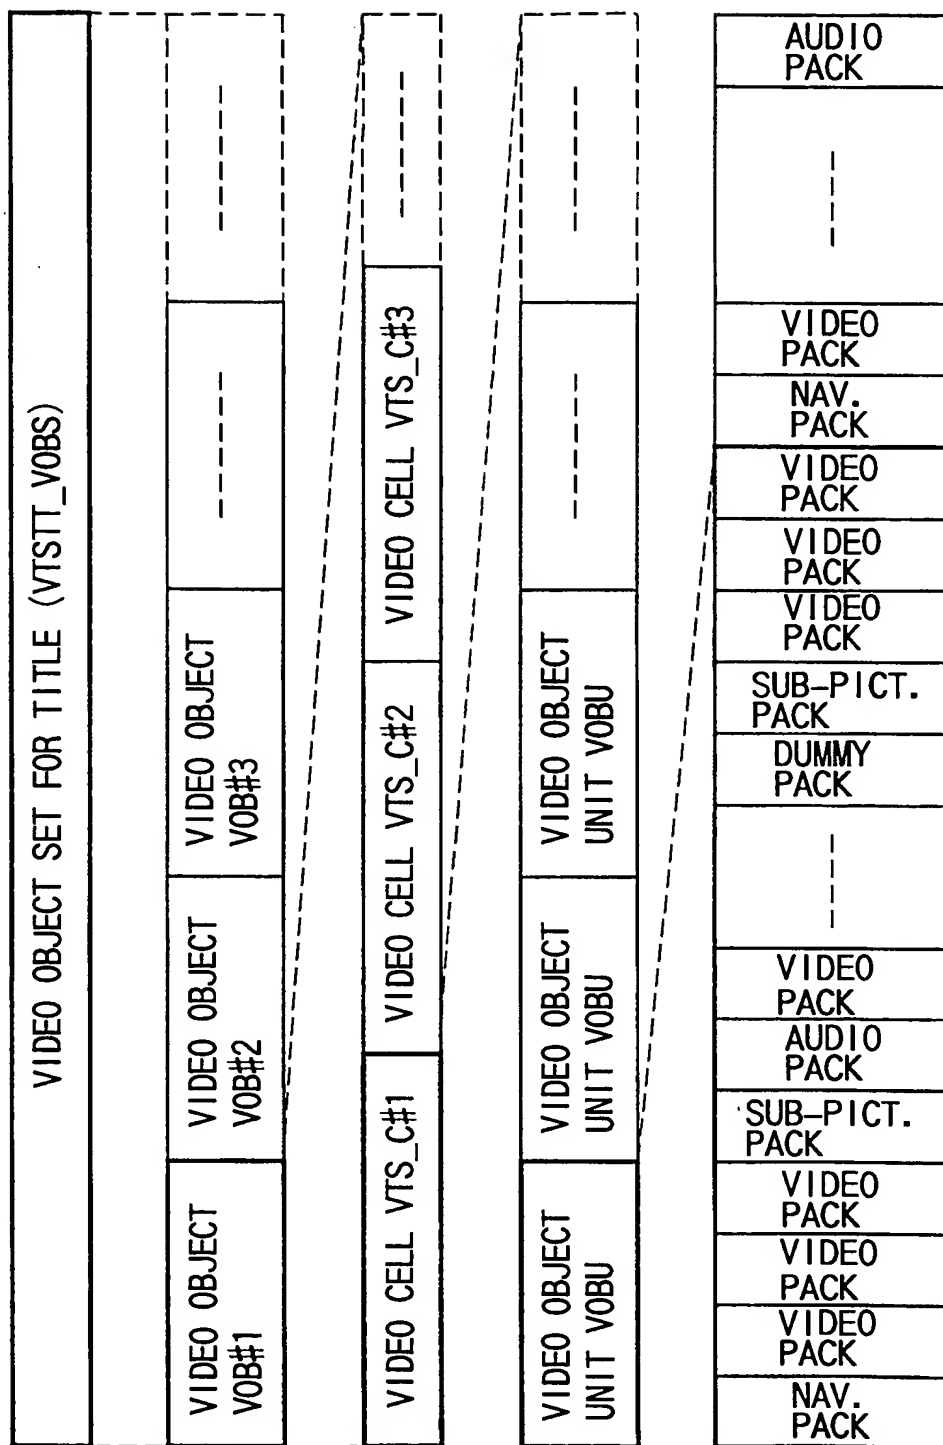 VIDEO OBJECT SET FOR TITLE (VTSTT_VOBS)
VIDEO OBJECT
VOB#1
VIDEO OBJECT
VOB#2
VIDEO OBJECT
VOB#3
VIDEO CELL VTS_C#1
VIDEO CELL VTS_C#2
VIDEO CELL VTS_C#3
VIDEO OBJECT
UNIT VOBU
VIDEO OBJECT
UNIT VOBU
VIDEO OBJECT
UNIT VOBU
AUDIO
PACK
VIDEO
PACK
NAV.
PACK
VIDEO
PACK
VIDEO
PACK
VIDEO
PACK
SUB-PICT.
PACK
DUMMY
PACK
VIDEO
PACK
AUDIO
PACK
SUB-PICT.
PACK
VIDEO
PACK
VIDEO
PACK
VIDEO
PACK
NAV.
PACK